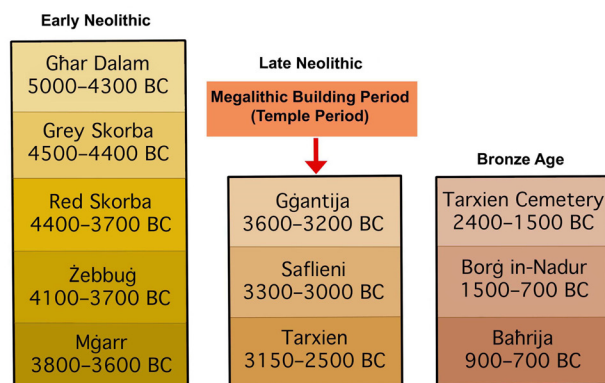 Early Neolithic
Għar Dalam
5000–4300 BC
Grey Skorba
4500–4400 BC
Red Skorba
4400–3700 BC
Żebbuġ
4100–3700 BC
Mġarr
3800–3600 BC
Late Neolithic
Megalithic Building Period
(Temple Period)
Gġantija
3600–3200 BC
Saflieni
3300–3000 BC
Tarxien
3150–2500 BC
Bronze Age
Tarxien Cemetery
2400–1500 BC
Borġ in-Nadur
1500–700 BC
Baħrija
900–700 BC